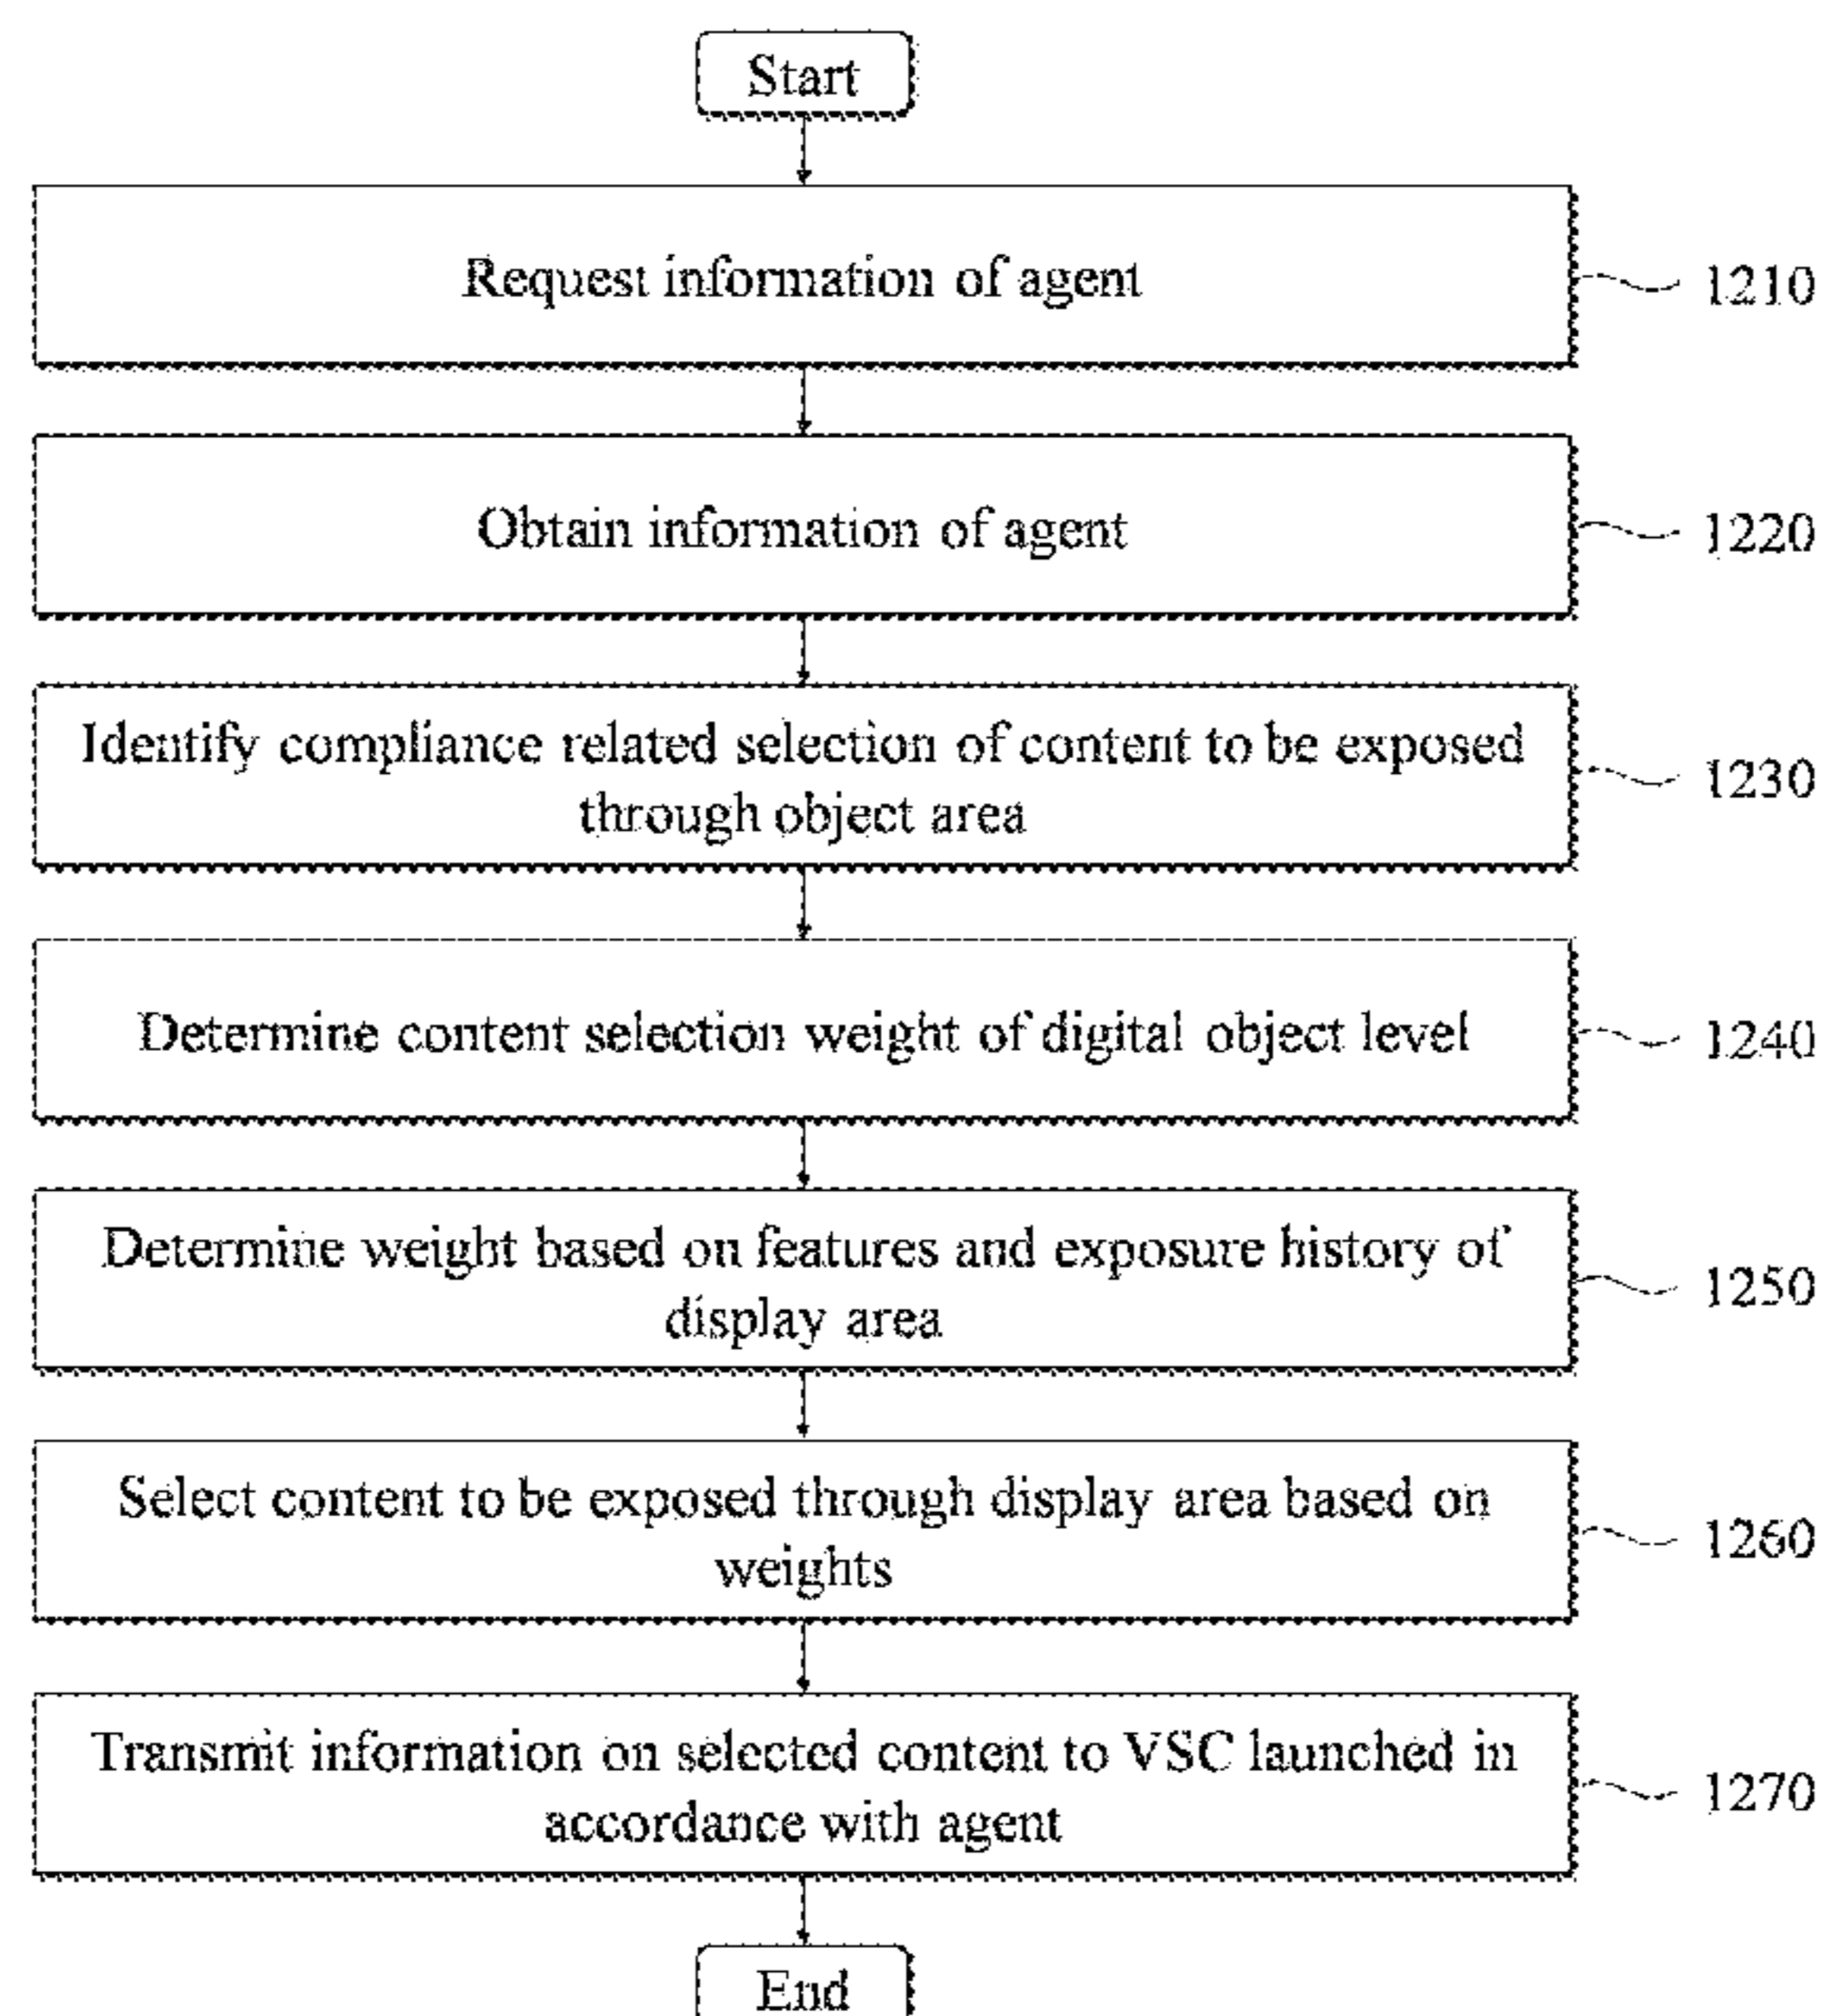 Start
Request information of agent
1210
Obtain information of agent
1220
Identify compliance related selection of content to be exposed
through object area
1230
Determine content selection weight of digital object level
1240
Determine weight based on features and exposure history of
display area
1250
Select content to be exposed through display area based on
weights
1260
Transmit information on selected content to VSC launched in
accordance with agent
1270
End